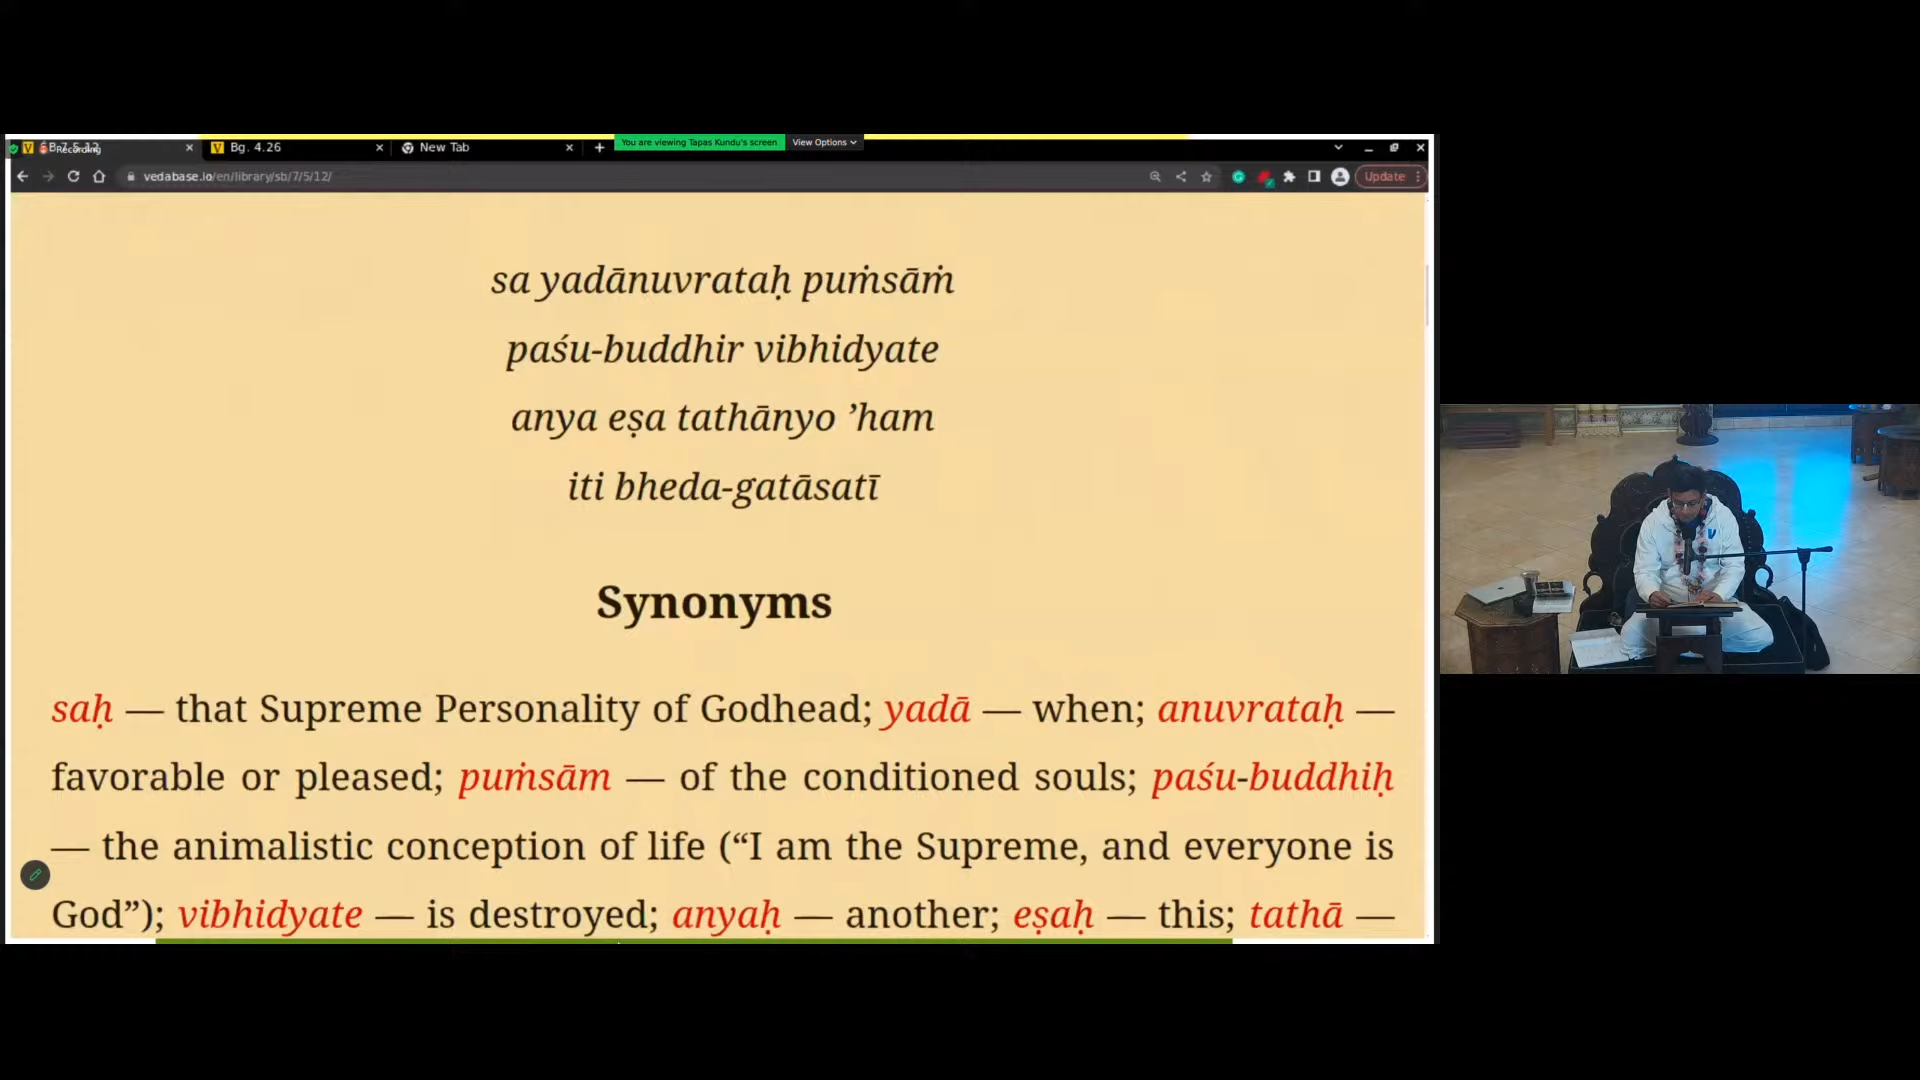 You are viewing Tapas Kundu's screen
View Options
Bg. 4.26
New Tab
vedabase.io/en/library/sb/7/5/12/
Update
sa yadānuvrataḥ puṁsāṁ
paśu-buddhir vibhidyate
anya eṣa tathānyo ’ham
iti bheda-gatāsatī
Synonyms
saḥ — that Supreme Personality of Godhead; yadā — when; anuvrataḥ —
favorable or pleased; puṁsām — of the conditioned souls; paśu-buddhiḥ
— the animalistic conception of life (“I am the Supreme, and everyone is
God”); vibhidyate — is destroyed; anyaḥ — another; eṣaḥ — this; tathā —